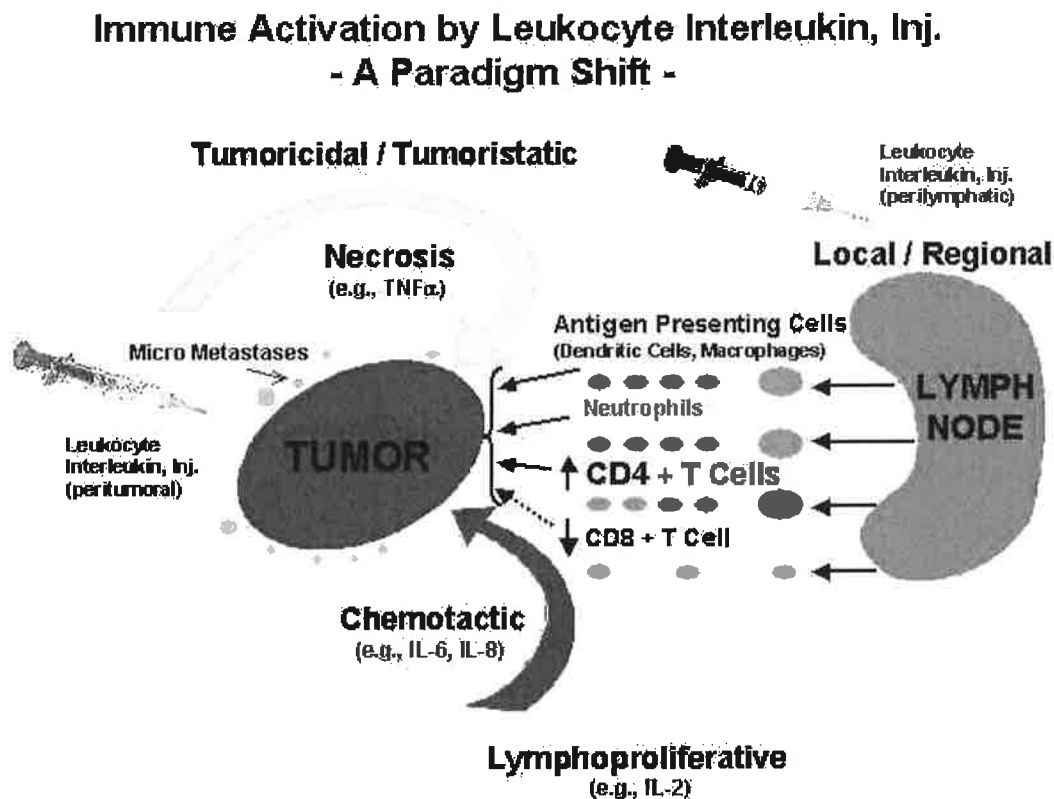 Immune Activation by Leukocyte Interleukin, Inj.
- A Paradigm Shift -
Tumoricidal / Tumoristatic
Leukocyte
Interleukin, Inj.
(perilymphatic)
Local / Regional
Necrosis
(e.g., TNFα)
Antigen Presenting Cells
(Dendritic Cells, Macrophages)
Micro Metastases
Neutrophils
LYMPH
NODE
TUMOR
Leukocyte
Interleukin, Inj.
(peritumoral)
CD4 + T Cells
CD8 + T Cell
Chemotactic
(e.g., IL-6, IL-8)
Lymphoproliferative
(e.g., IL-2)